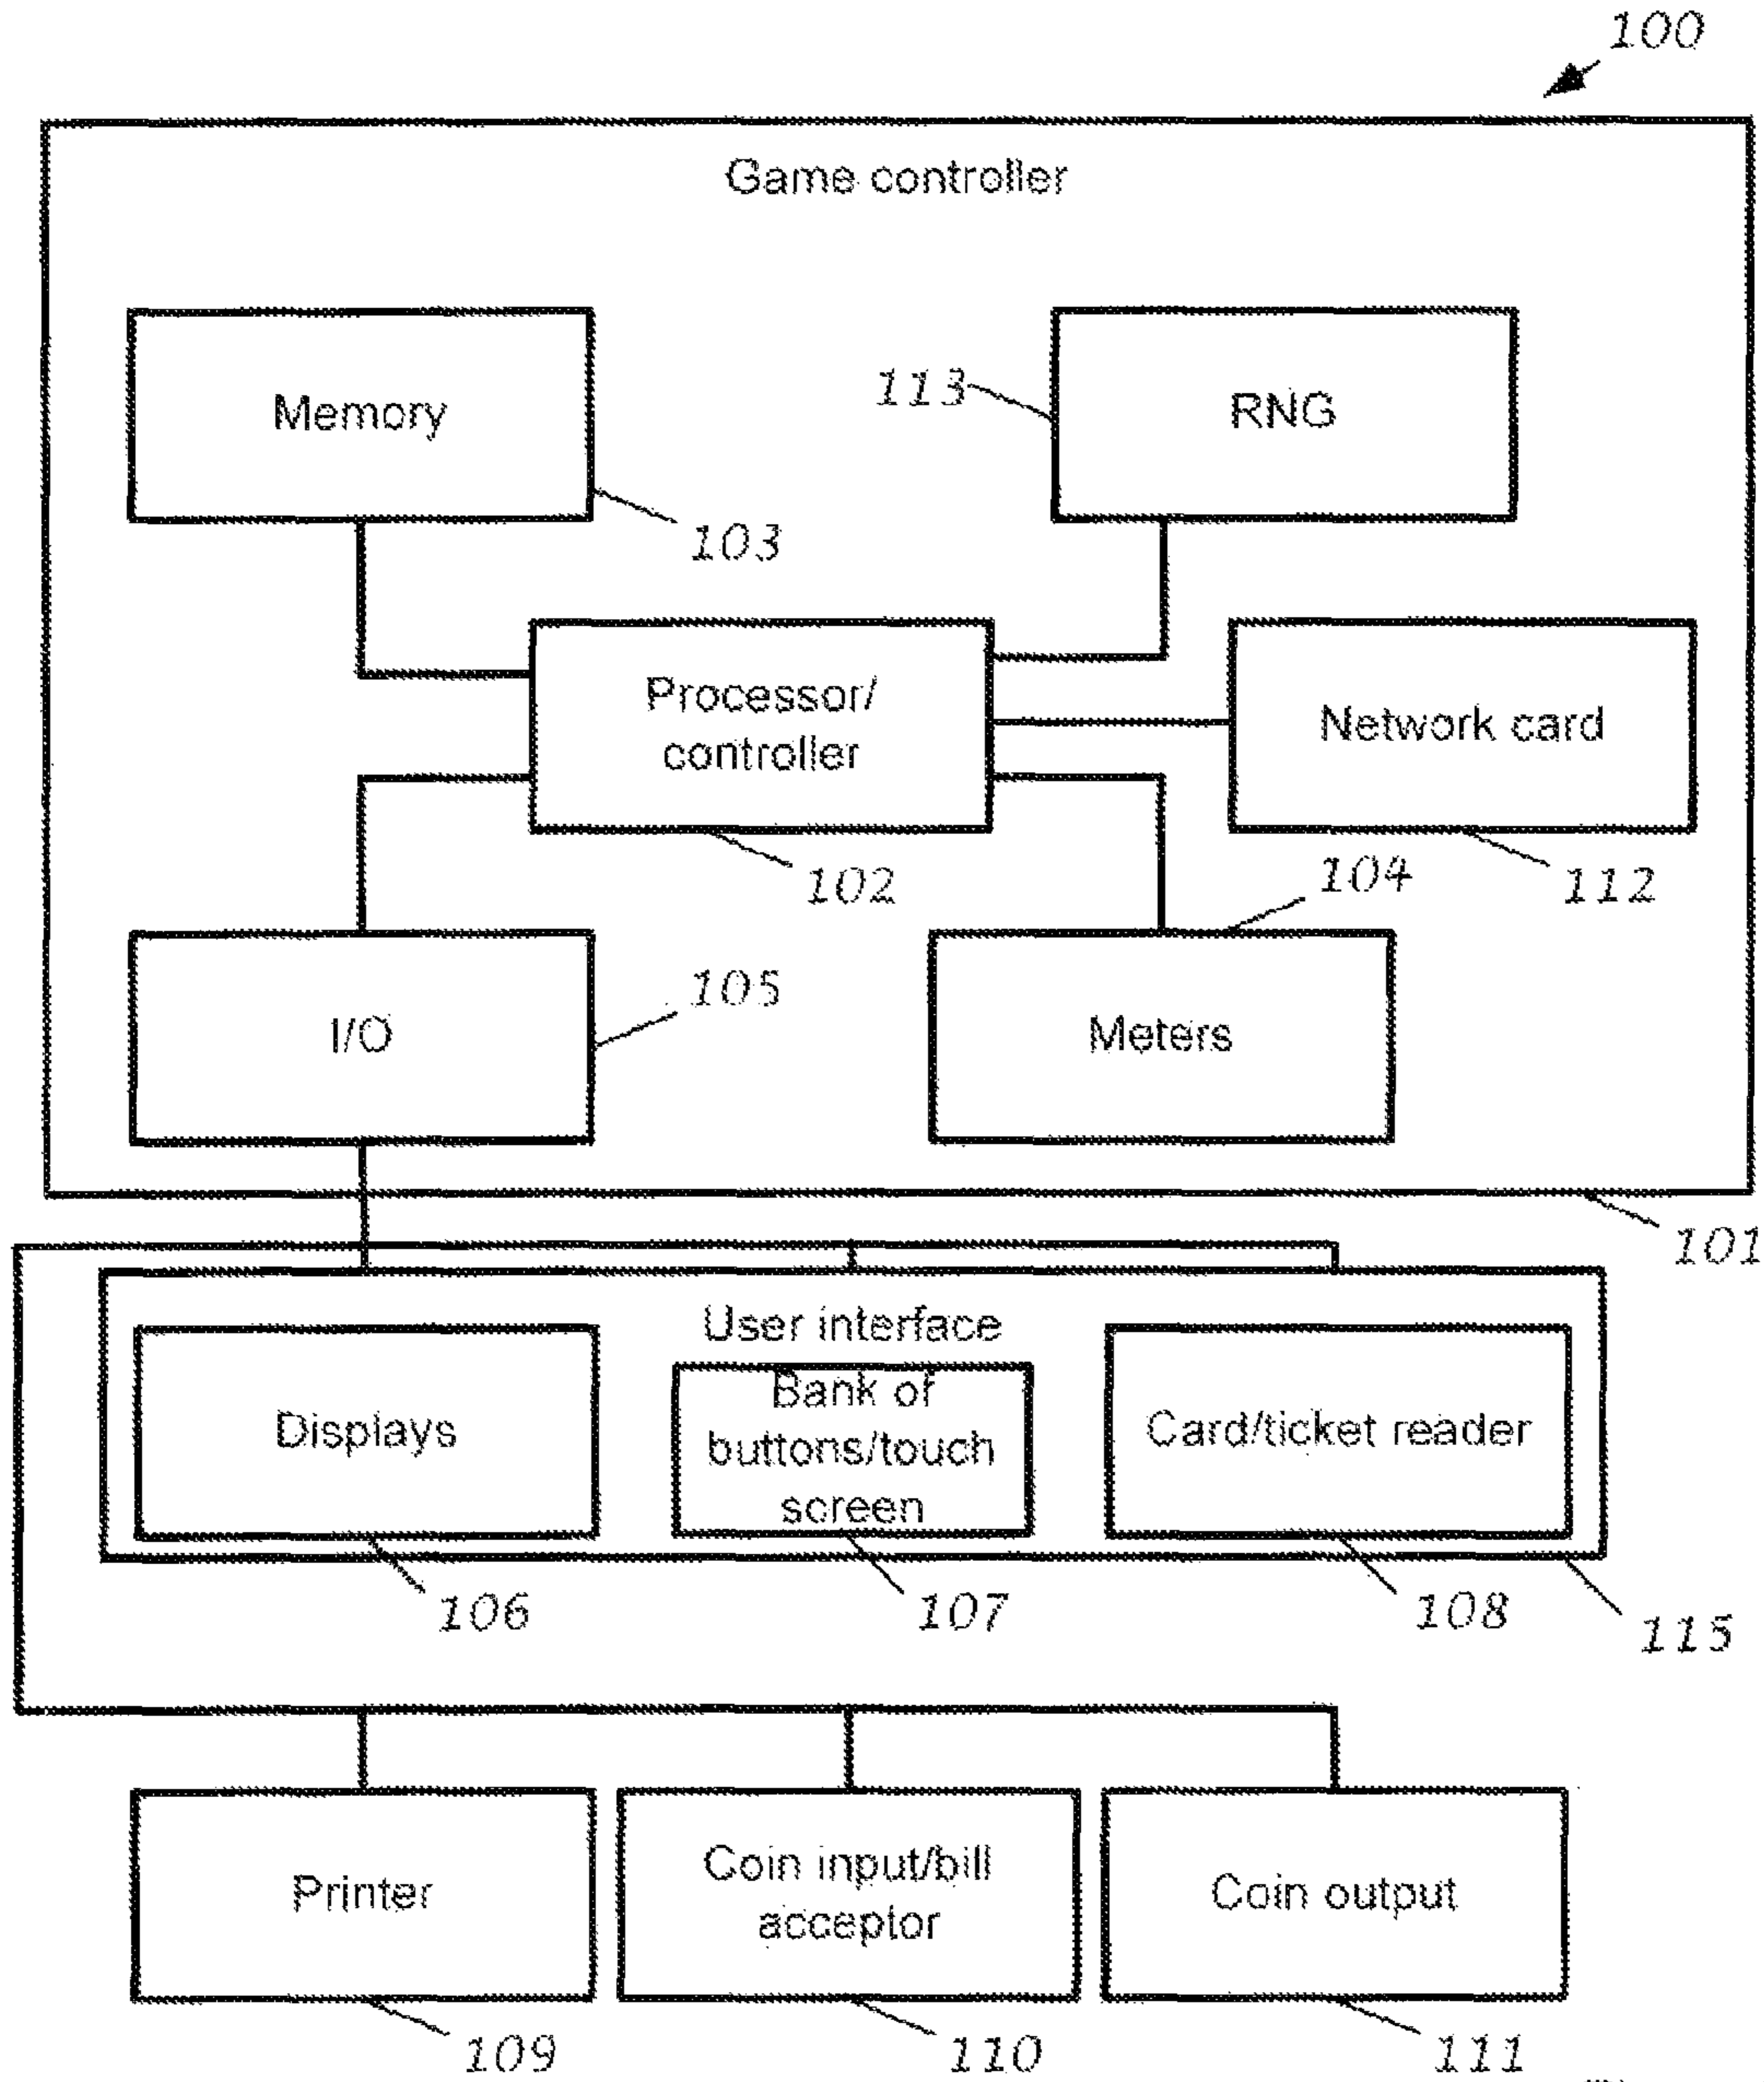 100
Game controller
Memory
113
RNG
103
Processor/
controller
Network card
102
104
112
I/O
105
Meters
101
User interface
Displays
Bank of
buttons/touch
screen
Card/ticket reader
106
107
108
115
Printer
Coin input/bill
acceptor
Coin output
109
110
111